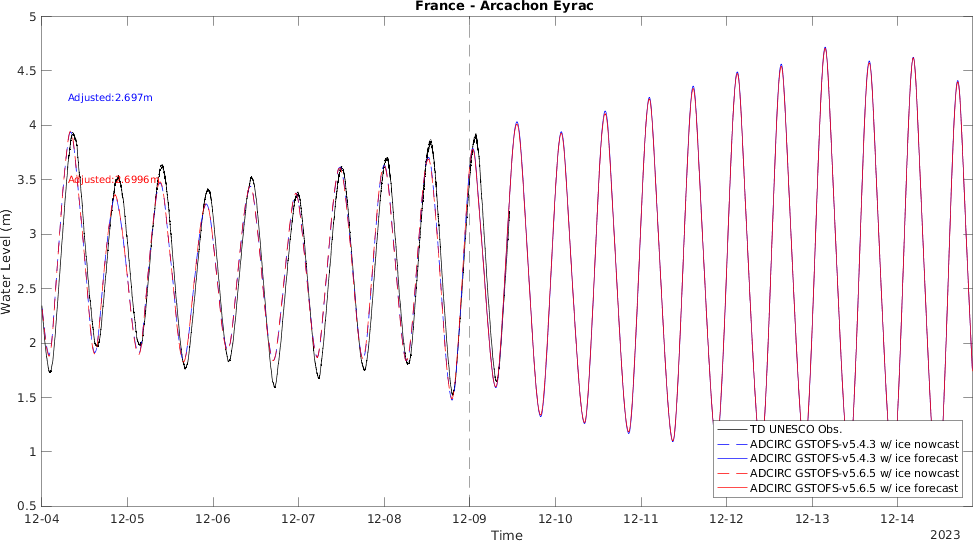 France - Arcachon Eyrac
5
4.5
4
3.5
3
2.5
2
1.5
1
0.5
Water Level (m)
Adjusted:2.697m
Adjusted:2.6996m
12-04 12-05 12-06 12-07 12-08 12-09 12-10 12-11 12-12 12-13 12-14
Time
2023
TD UNESCO Obs.
ADCIRC GSTOFS-v5.4.3 w/ ice nowcast
ADCIRC GSTOFS-v5.4.3 w/ ice forecast
ADCIRC GSTOFS-v5.6.5 w/ ice nowcast
ADCIRC GSTOFS-v5.6.5 w/ ice forecast